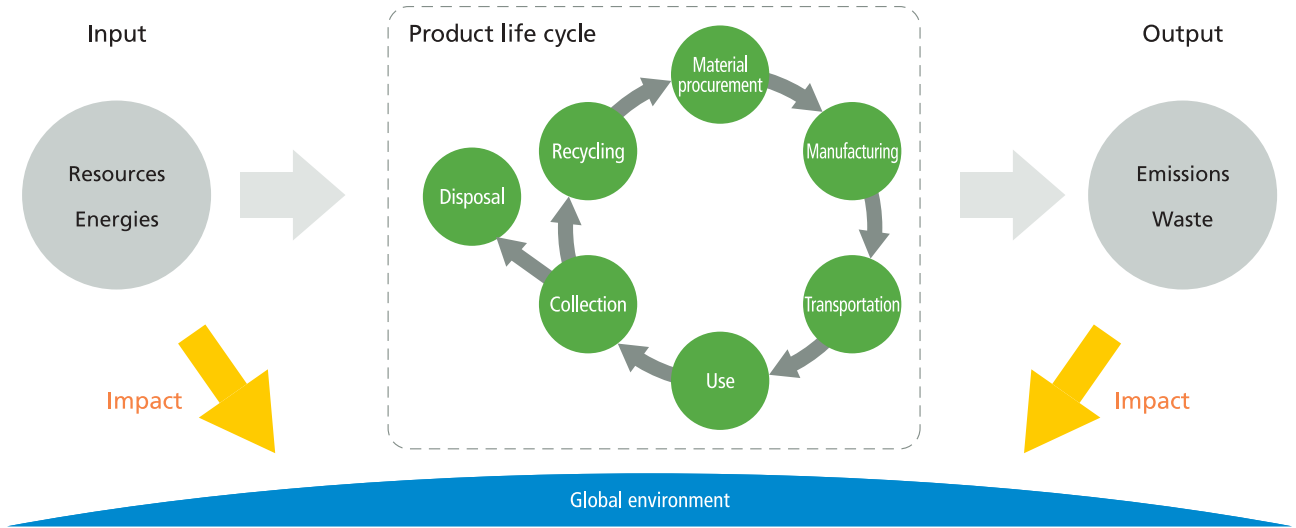 Input
Product life cycle
Output
Resources
Energies
Material
procurement
Manufacturing
Transportation
Use
Collection
Recycling
Disposal
Emissions
Waste
Impact
Impact
Global environment